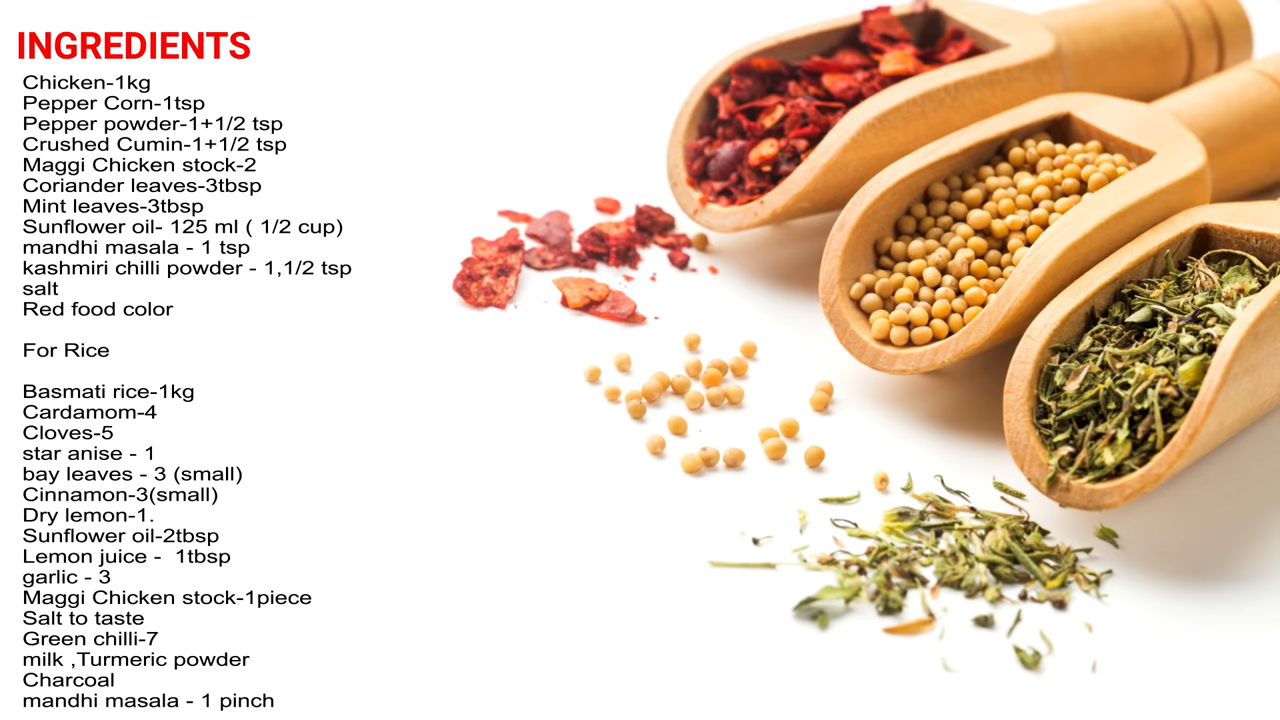 INGREDIENTS
Chicken-1kg
Pepper Corn-1tsp
Pepper powder-1+1/2 tsp
Crushed Cumin-1+1/2 tsp
Maggi Chicken stock-2
Coriander leaves-3tbsp
Mint leaves-3tbsp
Sunflower oil- 125 ml ( 1/2 cup)
mandhi masala - 1 tsp
kashmiri chilli powder - 1,1/2 tsp
salt
Red food color
For Rice
Basmati rice-1kg
Cardamom-4
Cloves-5
star anise - 1
bay leaves - 3 (small)
Cinnamon-3(small)
Dry lemon-1.
Sunflower oil-2tbsp
Lemon juice -  1tbsp
garlic - 3
Maggi Chicken stock-1piece
Salt to taste
Green chilli-7
milk ,Turmeric powder
Charcoal
mandhi masala - 1 pinch